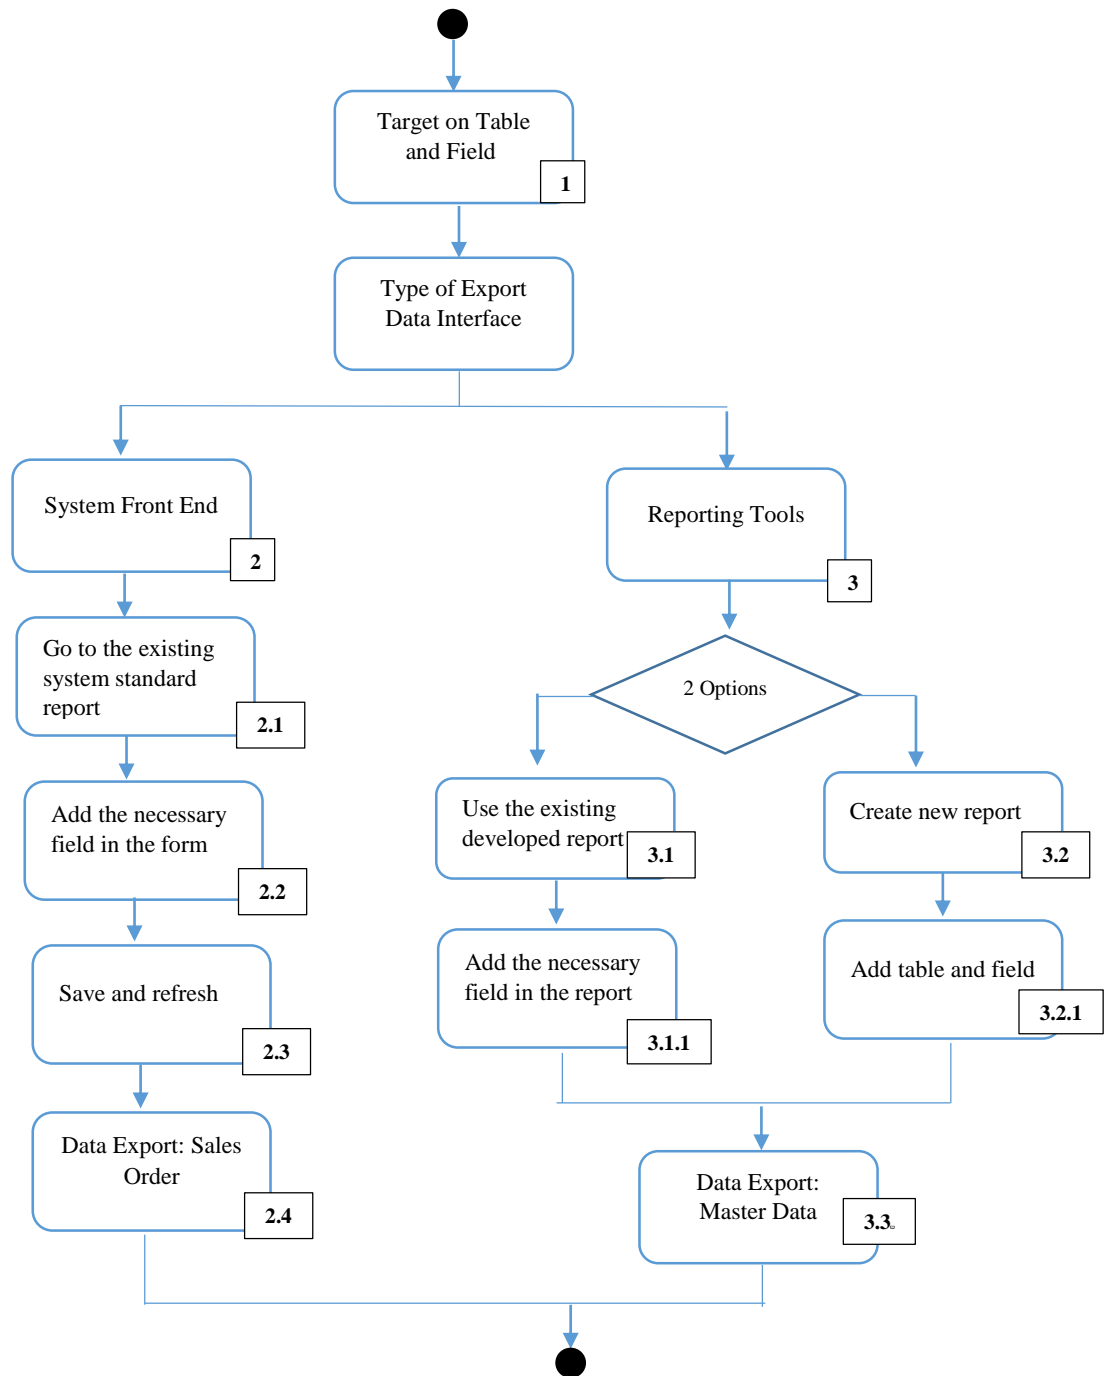 Target on Table
and Field
1
Type of Export
Data Interface
System Front End
2
Reporting Tools
3
Go to the existing
system standard
report
2.1
2 Options
Add the necessary
field in the form
2.2
Use the existing
developed report
3.1
Create new report
3.2
Save and refresh
2.3
Add the necessary
field in the report
3.1.1
Add table and field
3.2.1
Data Export: Sales
Order
2.4
Data Export:
Master Data
3.3